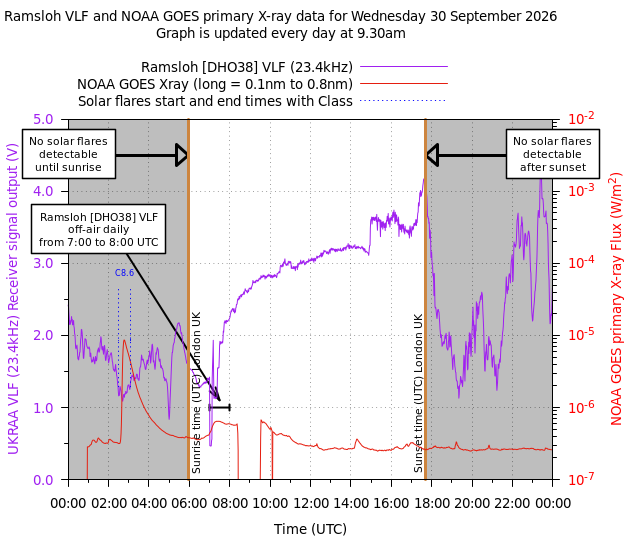 Ramsloh VLF and NOAA GOES primary X-ray data for Wednesday 30 September 2026
Graph is updated every day at 9.30am
Ramsloh [DHO38] VLF (23.4kHz)
NOAA GOES Xray (long = 0.1nm to 0.8nm)
Solar flares start and end times with Class
UKRAA VLF (23.4kHz) Receiver signal output (V)
5.0
4.0
3.0
2.0
1.0
0.0
No solar flares
detectable
until sunrise
Ramsloh [DHO38] VLF
off-air daily
from 7:00 to 8:00 UTC
C8.6
Sunrise time (UTC) London UK
Sunset time (UTC) London UK
No solar flares
detectable
after sunset
10-2
10-3
10-4
10-5
10-6
10-7
NOAA GOES primary X-ray Flux (W/m2)
00:00 02:00 04:00 06:00 08:00 10:00 12:00 14:00 16:00 18:00 20:00 22:00 00:00
Time (UTC)